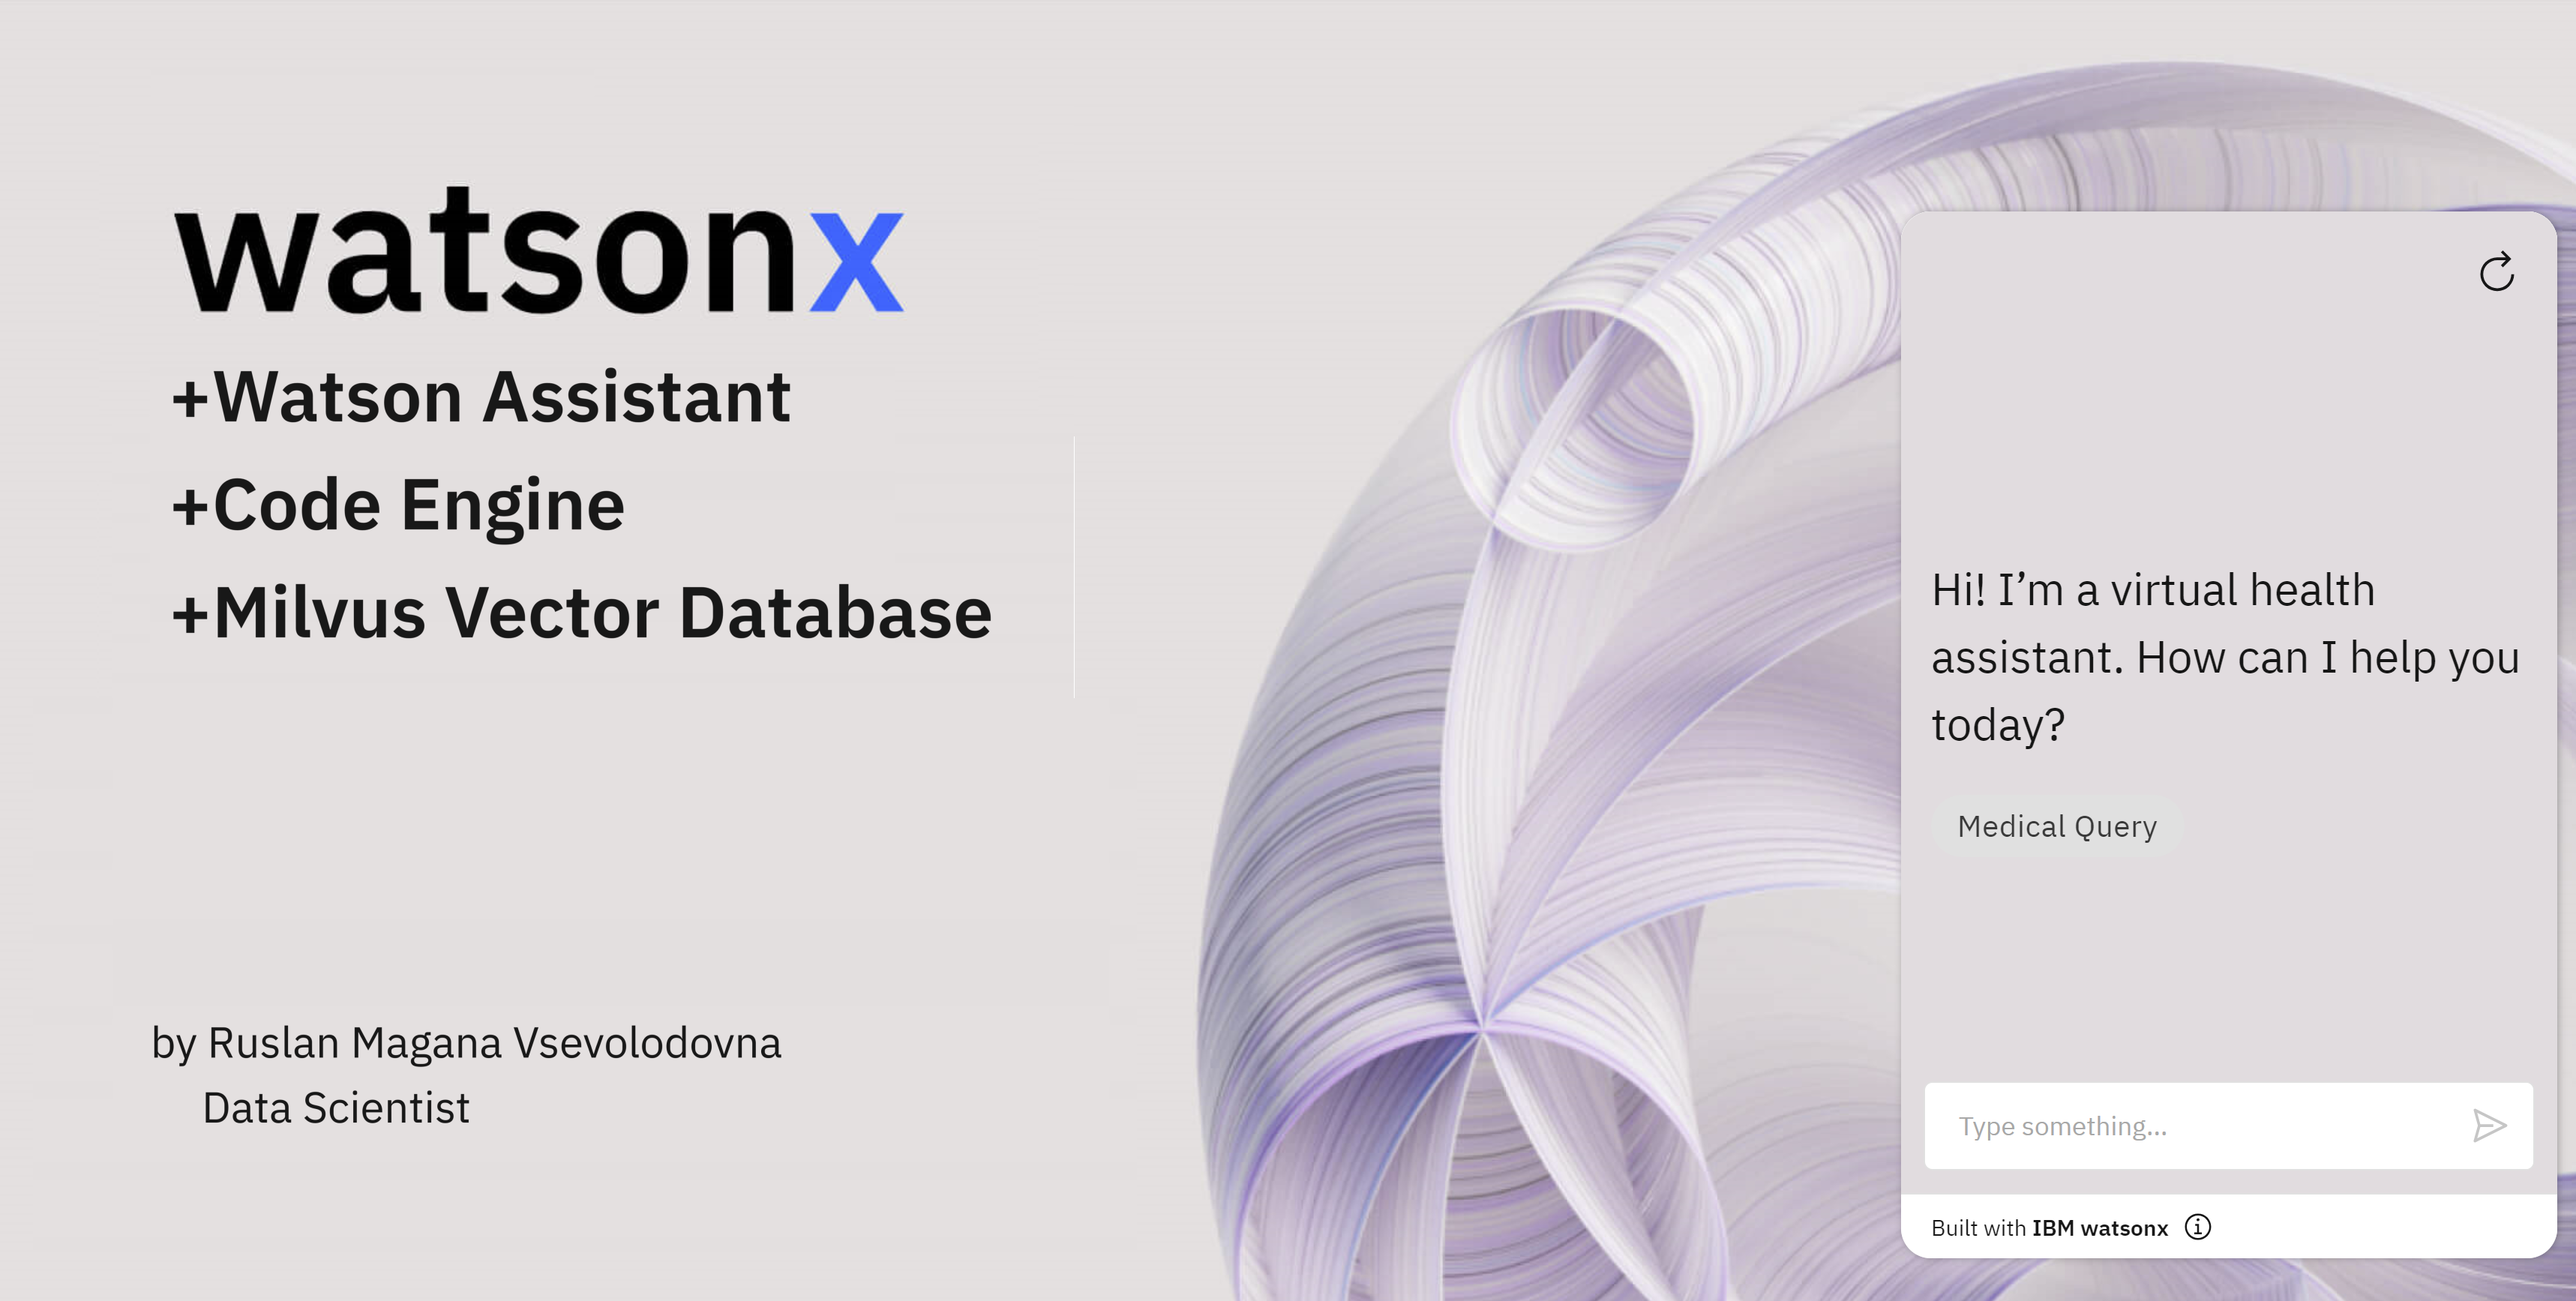 watsonx
+Watson Assistant
+Code Engine
+Milvus Vector Database
by Ruslan Magana Vsevolodovna
Data Scientist
Hi! I’m a virtual health
assistant. How can I help you
today?
Medical Query
Type something...
Built with IBM watsonx